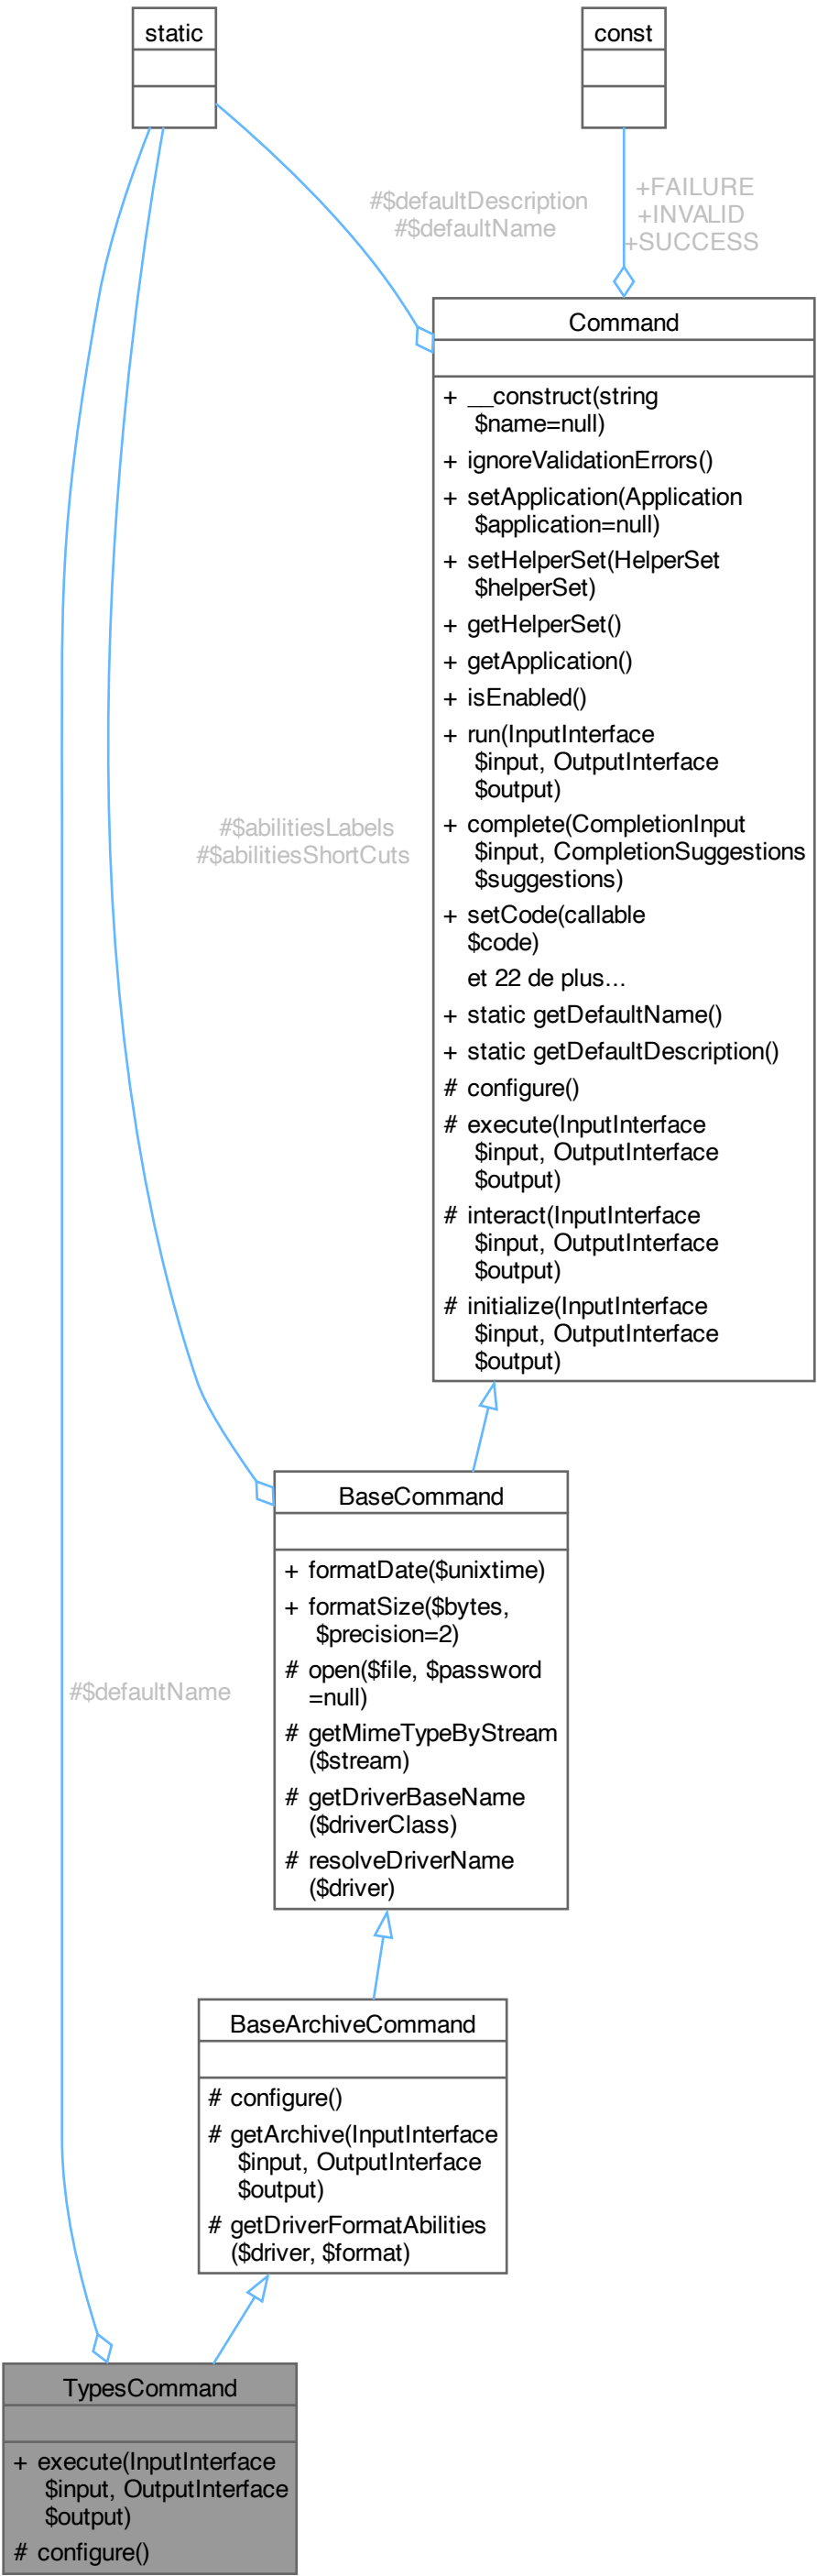 static
const
#$defaultDescription
#$defaultName
+FAILURE
+INVALID
+SUCCESS
Command
+ __construct(string
$name=null)
+ ignoreValidationErrors()
+ setApplication(Application
$application=null)
+ setHelperSet(HelperSet
$helperSet)
+ getHelperSet()
+ getApplication()
+ isEnabled()
+ run(InputInterface
$input, OutputInterface
$output)
+ complete(CompletionInput
$input, CompletionSuggestions
$suggestions)
+ setCode(callable
$code)
et 22 de plus...
+ static getDefaultName()
+ static getDefaultDescription()
# configure()
# execute(InputInterface
$input, OutputInterface
$output)
# interact(InputInterface
$input, OutputInterface
$output)
# initialize(InputInterface
$input, OutputInterface
$output)
#$abilitiesLabels
#$abilitiesShortCuts
BaseCommand
+ formatDate($unixtime)
+ formatSize($bytes,
$precision=2)
# open($file, $password
=null)
# getMimeTypeByStream
($stream)
# getDriverBaseName
($driverClass)
# resolveDriverName
($driver)
#$defaultName
BaseArchiveCommand
# configure()
# getArchive(InputInterface
$input, OutputInterface
$output)
# getDriverFormatAbilities
($driver, $format)
TypesCommand
+ execute(InputInterface
$input, OutputInterface
$output)
# configure()